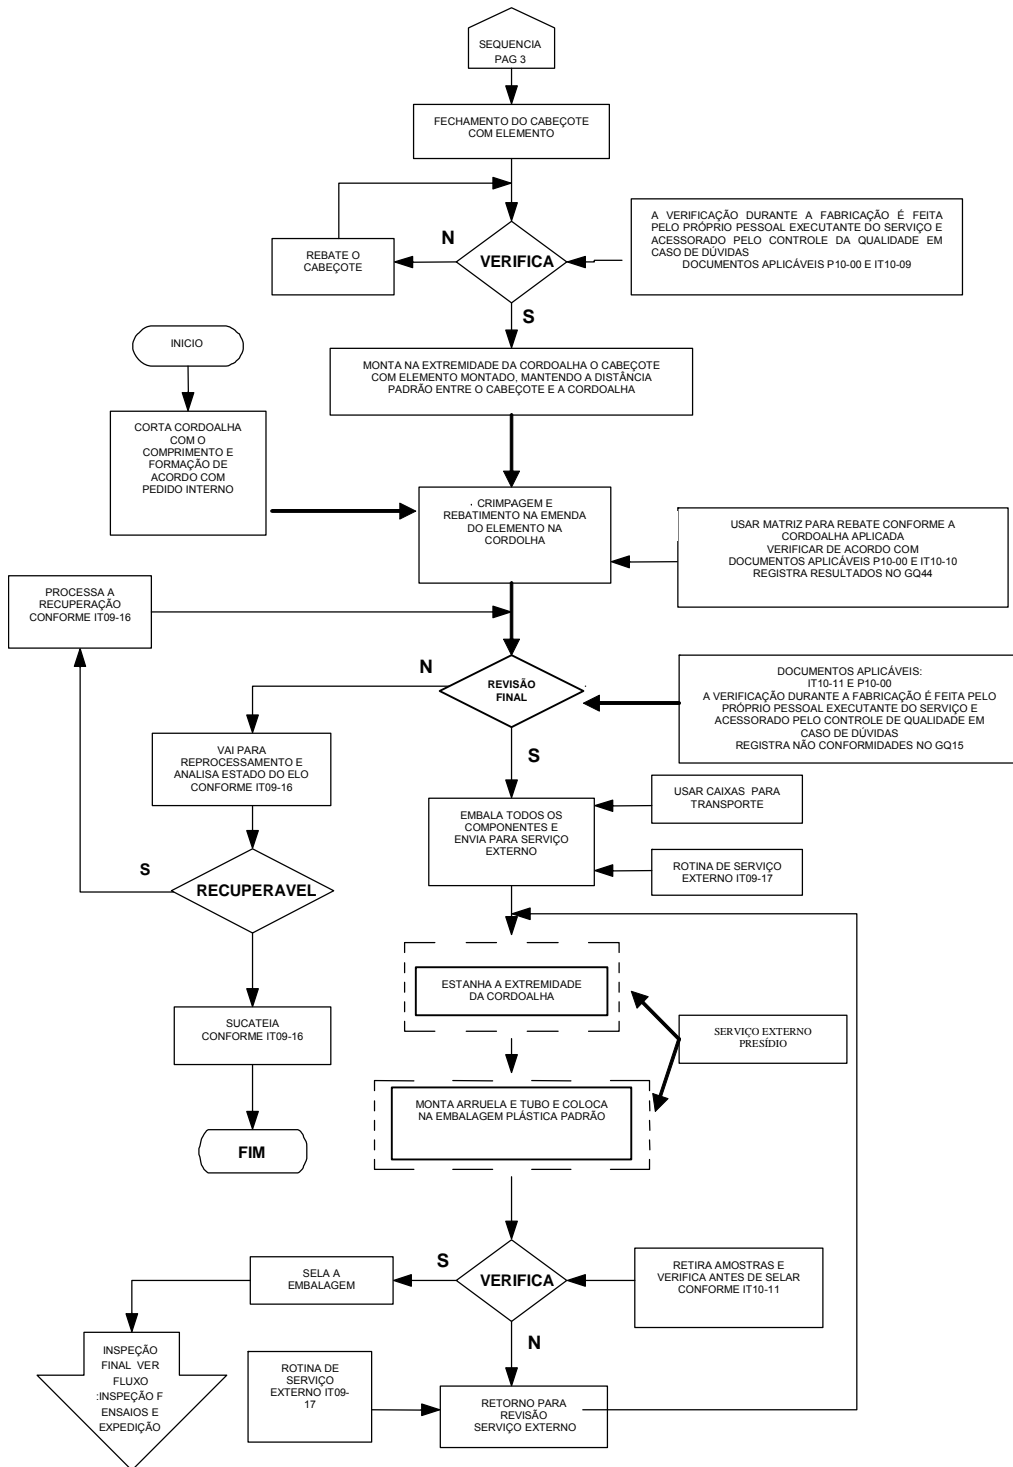 SEQUENCIA
PAG 3
FECHAMENTO DO CABEÇOTE
COM ELEMENTO
A VERIFICAÇÃO DURANTE A FABRICAÇÃO É FEITA
PELO PRÓPRIO PESSOAL EXECUTANTE DO SERVIÇO E
ACESSORADO PELO CONTROLE DA QUALIDADE EM
CASO DE DÚVIDAS
DOCUMENTOS APLICÁVEIS P10-00 E IT10-09
N
REBATE O
CABEÇOTE
VERIFICA
S
INICIO
MONTA NA EXTREMIDADE DA CORDOALHA O CABEÇOTE
COM ELEMENTO MONTADO, MANTENDO A DISTÂNCIA
PADRÃO ENTRE O CABEÇOTE E A CORDOALHA
CORTA CORDOALHA
COM O
COMPRIMENTO E
FORMAÇÃO DE
ACORDO COM
PEDIDO INTERNO
CRIMPAGEM E
REBATIMENTO NA EMENDA
DO ELEMENTO NA
CORDOLHA
USAR MATRIZ PARA REBATE CONFORME A
CORDOALHA APLICADA
VERIFICAR DE ACORDO COM
DOCUMENTOS APLICÁVEIS P10-00 E IT10-10
REGISTRA RESULTADOS NO GQ44
PROCESSA A
RECUPERAÇÃO
CONFORME IT09-16
N
REVISÃO
FINAL
DOCUMENTOS APLICÁVEIS:
IT10-11 E P10-00
A VERIFICAÇÃO DURANTE A FABRICAÇÃO É FEITA PELO
PRÓPRIO PESSOAL EXECUTANTE DO SERVIÇO E
ACESSORADO PELO CONTROLE DE QUALIDADE EM
CASO DE DÚVIDAS
REGISTRA NÃO CONFORMIDADES NO GQ15
VAI PARA
REPROCESSAMENTO E
ANALISA ESTADO DO ELO
CONFORME IT09-16
S
USAR CAIXAS PARA
TRANSPORTE
EMBALA TODOS OS
COMPONENTES E
ENVIA PARA SERVIÇO
EXTERNO
ROTINA DE SERVIÇO
EXTERNO IT09-17
S
RECUPERAVEL
ESTANHA A EXTREMIDADE
DA CORDOALHA
SUCATEIA
CONFORME IT09-16
SERVIÇO EXTERNO
PRESÍDIO
MONTA ARRUELA E TUBO E COLOCA
NA EMBALAGEM PLÁSTICA PADRÃO
FIM
S
SELA A
EMBALAGEM
VERIFICA
RETIRA AMOSTRAS E
VERIFICA ANTES DE SELAR
CONFORME IT10-11
N
INSPEÇÃO
FINAL VER
FLUXO
:INSPEÇÃO F
ENSAIOS E
EXPEDIÇÃO
ROTINA DE
SERVIÇO
EXTERNO IT09-
17
RETORNO PARA
REVISÃO
SERVIÇO EXTERNO